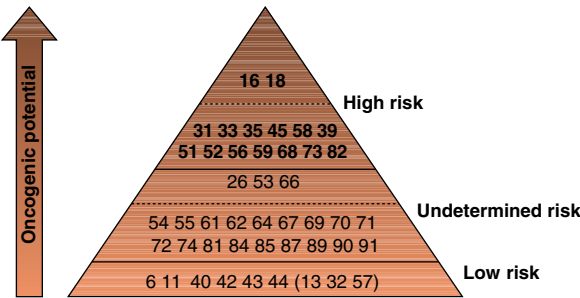 Oncogenic potential
16 18
High risk
31 33 35 45 58 39
51 52 56 59 68 73 82
26 53 66
Undetermined risk
54 55 61 62 64 67 69 70 71
72 74 81 84 85 87 89 90 91
Low risk
6 11 40 42 43 44 (13 32 57)